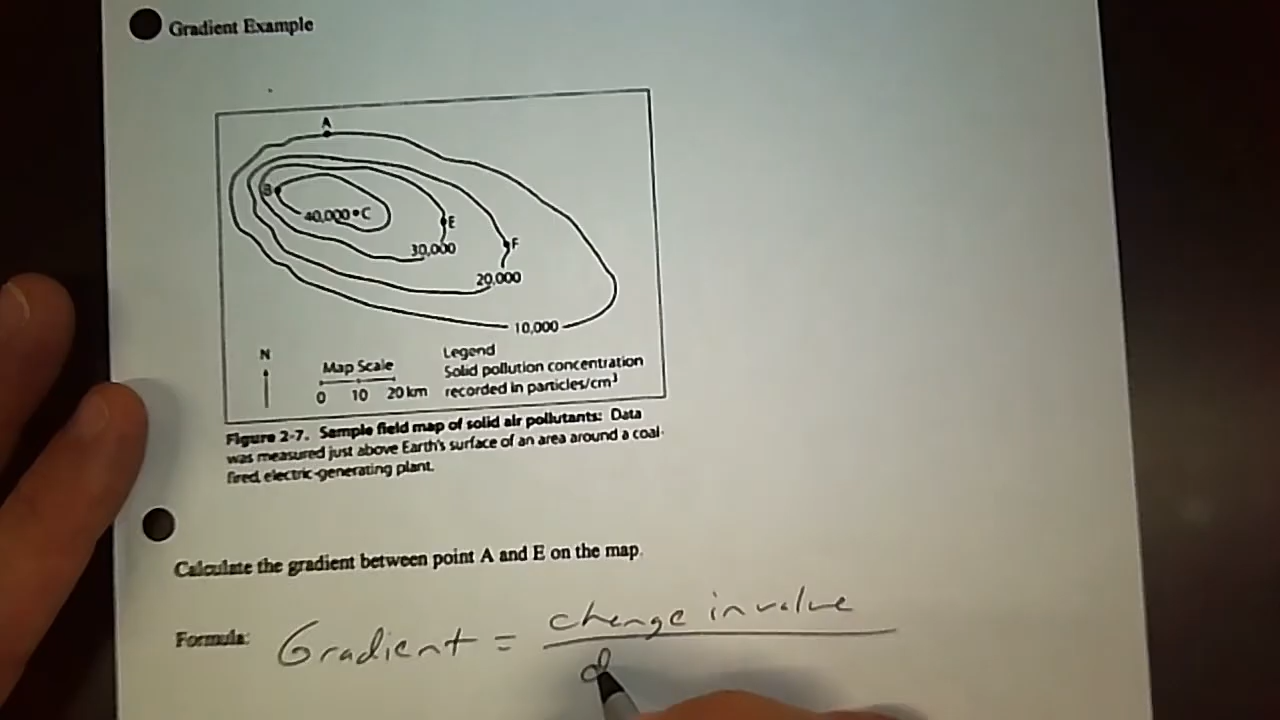 Gradient Example
A
B
40,000 • C
E
30,000
F
20,000
10,000
N
Map Scale
0 10 20 km
Legend
Solid pollution concentration
recorded in particles/cm³
Figure 2-7. Sample field map of solid air pollutants: Data
was measured just above Earth's surface of an area around a coal-
fired, electric-generating plant.
Calculate the gradient between point A and E on the map.
Formula: Gradient = change in value
d